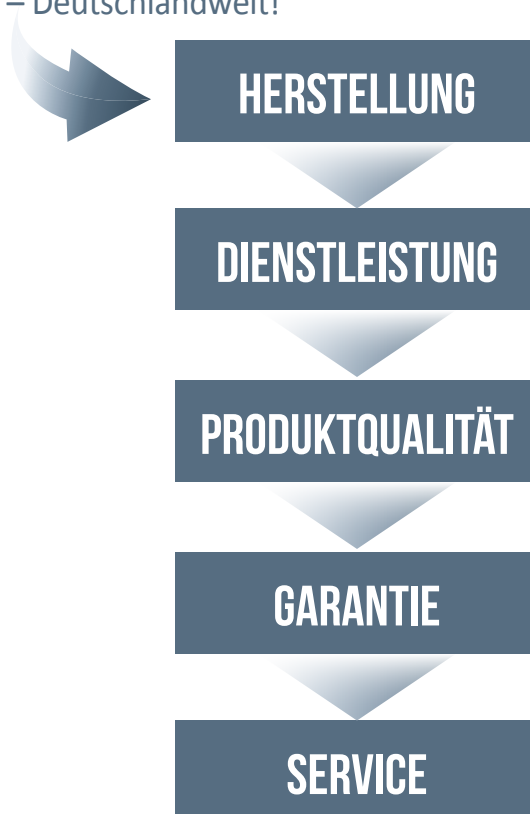 – Deutschlandweit!
HERSTELLUNG
DIENSTLEISTUNG
PRODUKTQUALITÄT
GARANTIE
SERVICE